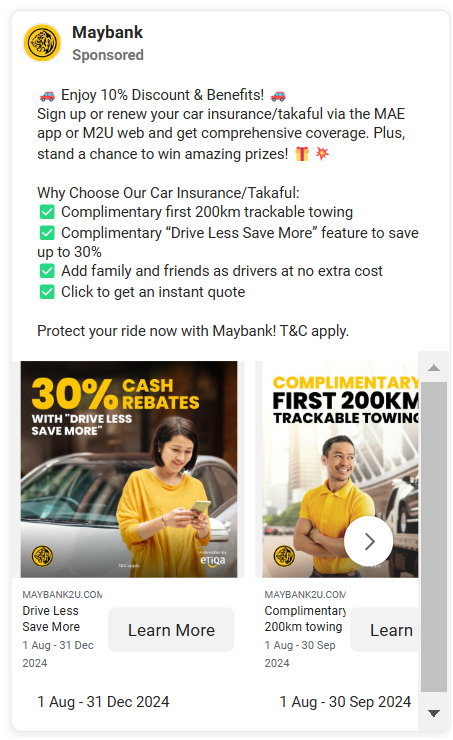 Maybank
Sponsored
🚗 Enjoy 10% Discount & Benefits! 🚗
Sign up or renew your car insurance/takaful via the MAE
app or M2U web and get comprehensive coverage. Plus,
stand a chance to win amazing prizes! 🎁 💥
Why Choose Our Car Insurance/Takaful:
✅ Complimentary first 200km trackable towing
✅ Complimentary “Drive Less Save More” feature to save
up to 30%
✅ Add family and friends as drivers at no extra cost
✅ Click to get an instant quote
Protect your ride now with Maybank! T&C apply.
30% CASH REBATES
WITH "DRIVE LESS
SAVE MORE"
etiqa
COMPLIMENTARY
FIRST 200KM
TRACKABLE TOWING
MAYBANK2U.COM
Drive Less
Save More
1 Aug - 31 Dec
2024
Learn More
MAYBANK2U.COM
Complimentary
200km towing
1 Aug - 30 Sep
2024
Learn
1 Aug - 31 Dec 2024
1 Aug - 30 Sep 2024